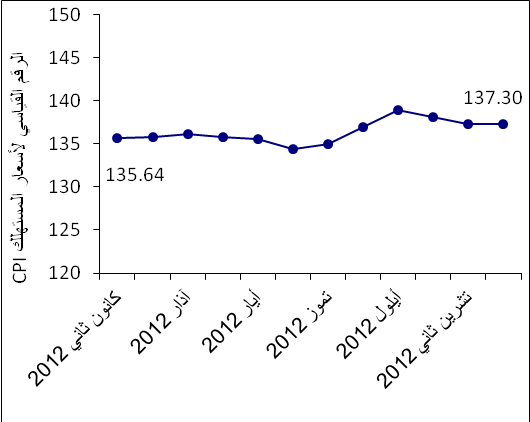 الرقم القياسي لأسعار المستهلك CPI
150
145
140
135
130
125
120
135.64
137.30
كانون ثاني 2012
آذار 2012
أيار 2012
تموز 2012
أيلول 2012
تشرين ثاني 2012